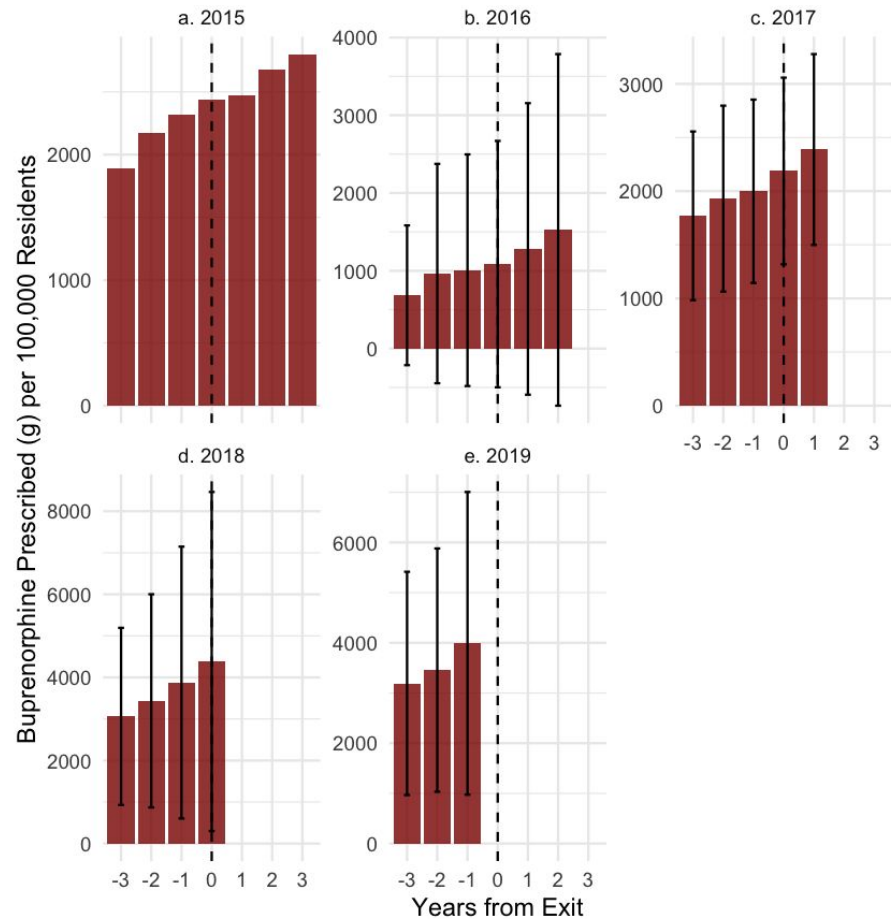 a. 2015
b. 2016
c. 2017
Buprenorphine Prescribed (g) per 100,000 Residents
2000
1000
0
4000
3000
2000
1000
0
3000
2000
1000
0
-3 -2 -1 0 1 2 3
d. 2018
e. 2019
8000
6000
4000
2000
0
6000
4000
2000
0
-3 -2 -1 0 1 2 3
-3 -2 -1 0 1 2 3
Years from Exit